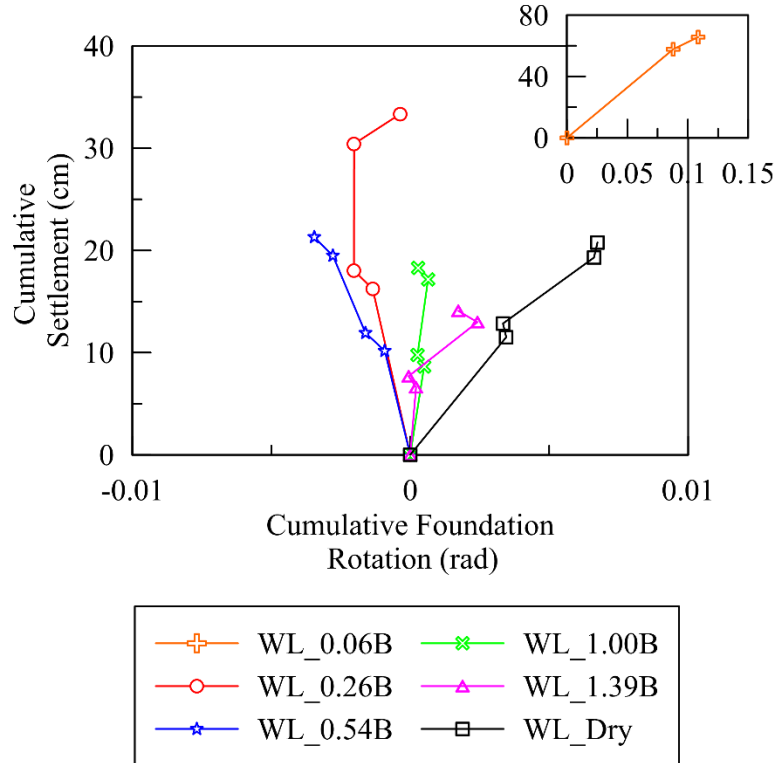 80
40
0
0 0.05 0.1 0.15
40
30
20
10
0
Cumulative
Settlement (cm)
-0.01 0 0.01
Cumulative Foundation
Rotation (rad)
WL_0.06B WL_1.00B
WL_0.26B WL_1.39B
WL_0.54B WL_Dry